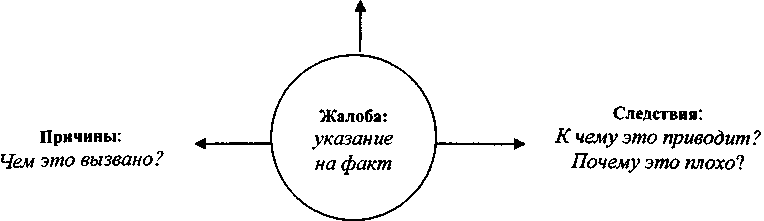 Причины:
Чем это вызвано?
Жалоба:
указание
на факт
Следствия:
К чему это приводит?
Почему это плохо?